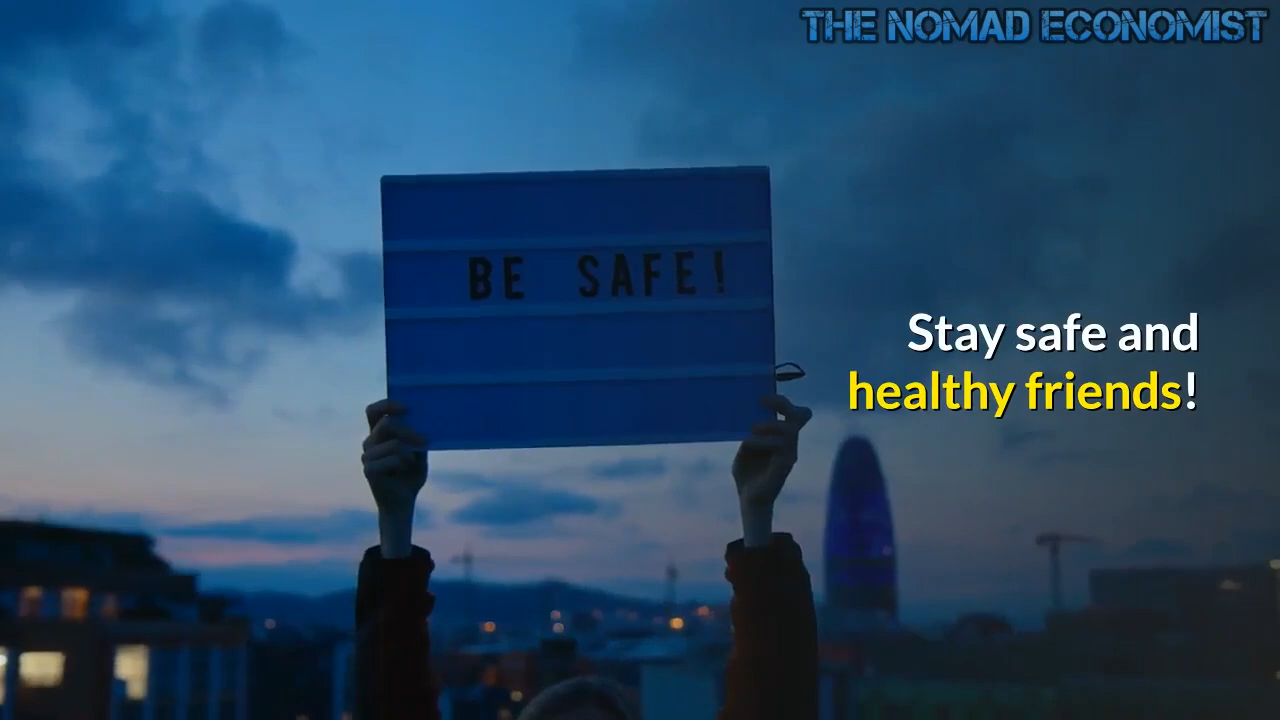 THE NOMAD ECONOMIST
BE SAFE!
Stay safe and
healthy friends!